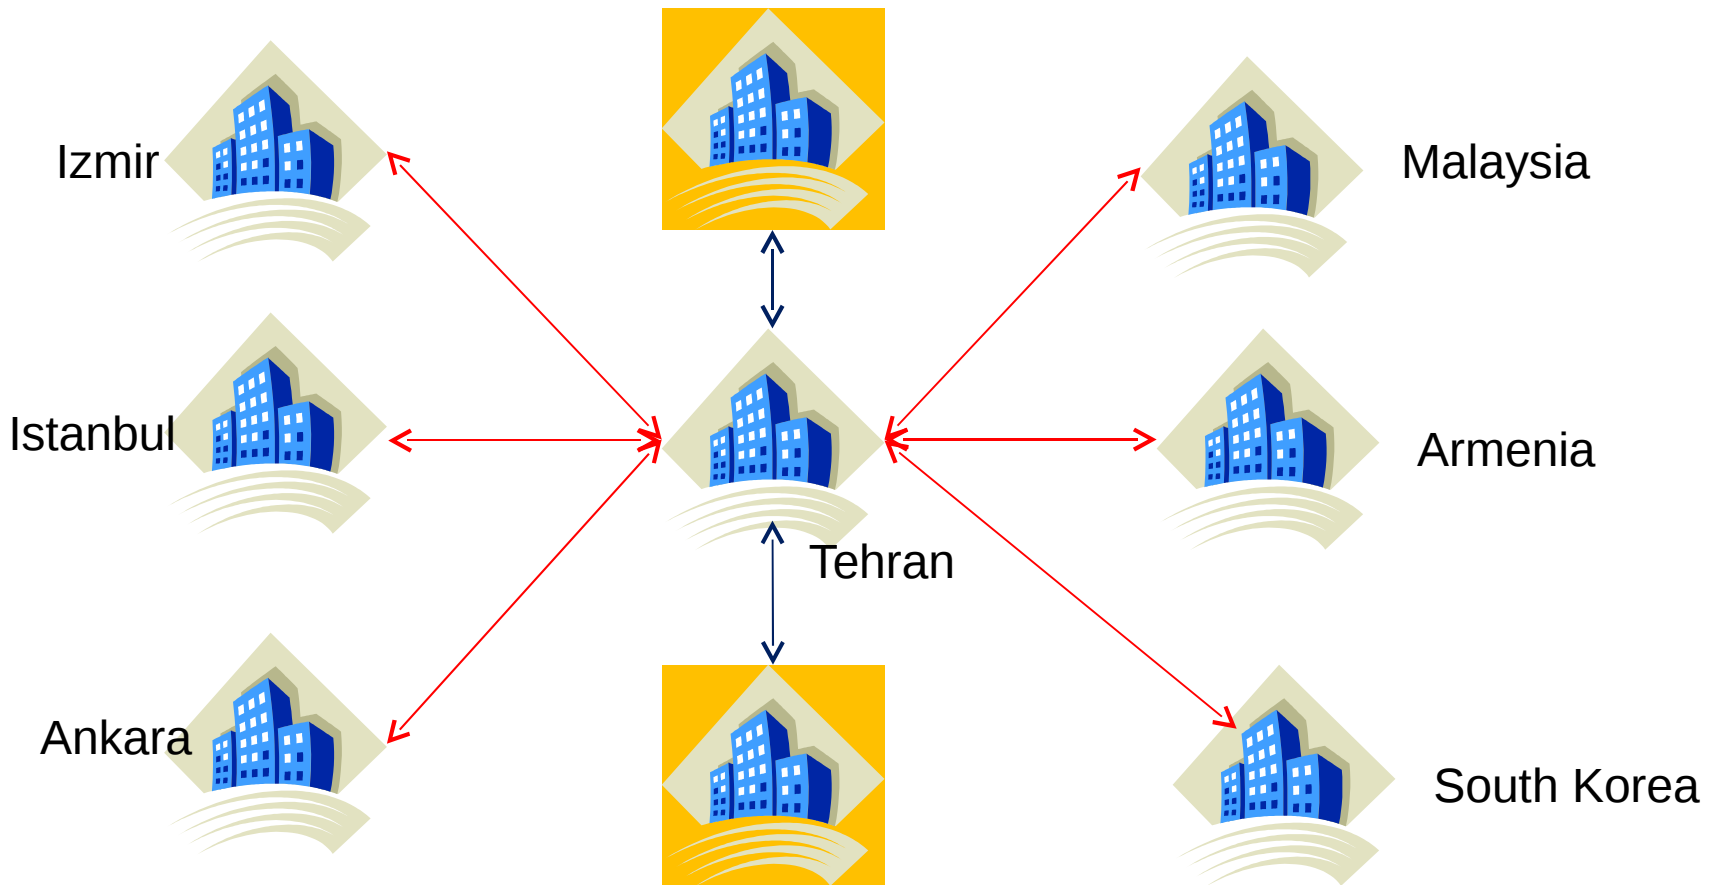 Izmir
Malaysia
Istanbul
Armenia
Tehran
Ankara
South Korea